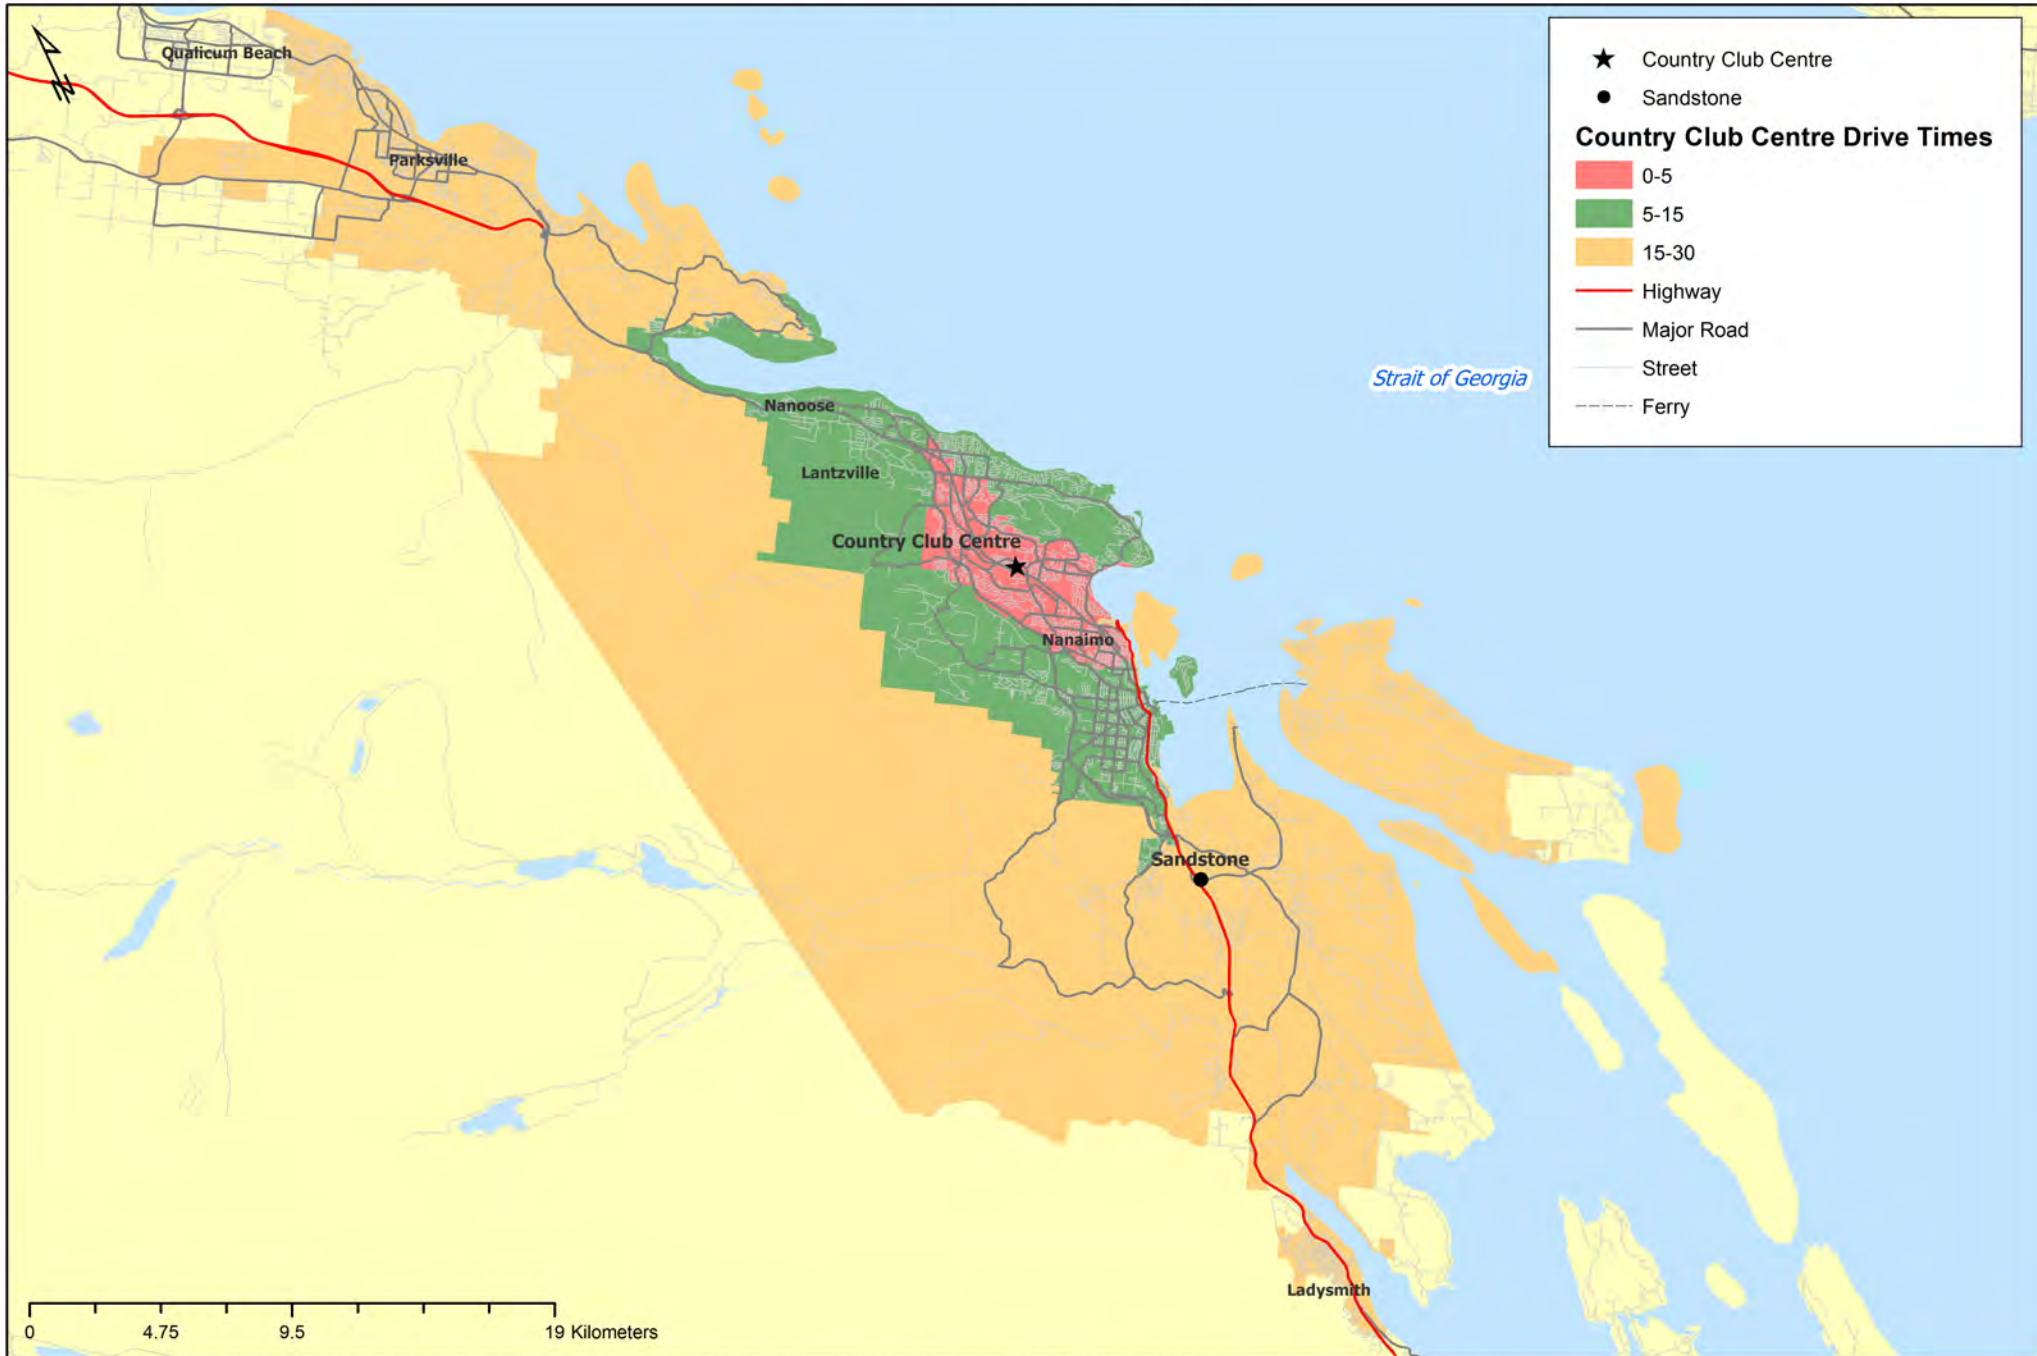 Qualicum Beach
Parksville
Nanoose
Lantzville
Country Club Centre
Nanaimo
Sandstone
Ladysmith
Strait of Georgia
Country Club Centre
Sandstone
Country Club Centre Drive Times
0-5
5-15
15-30
Highway
Major Road
Street
Ferry
N
0 4.75 9.5 19 Kilometers